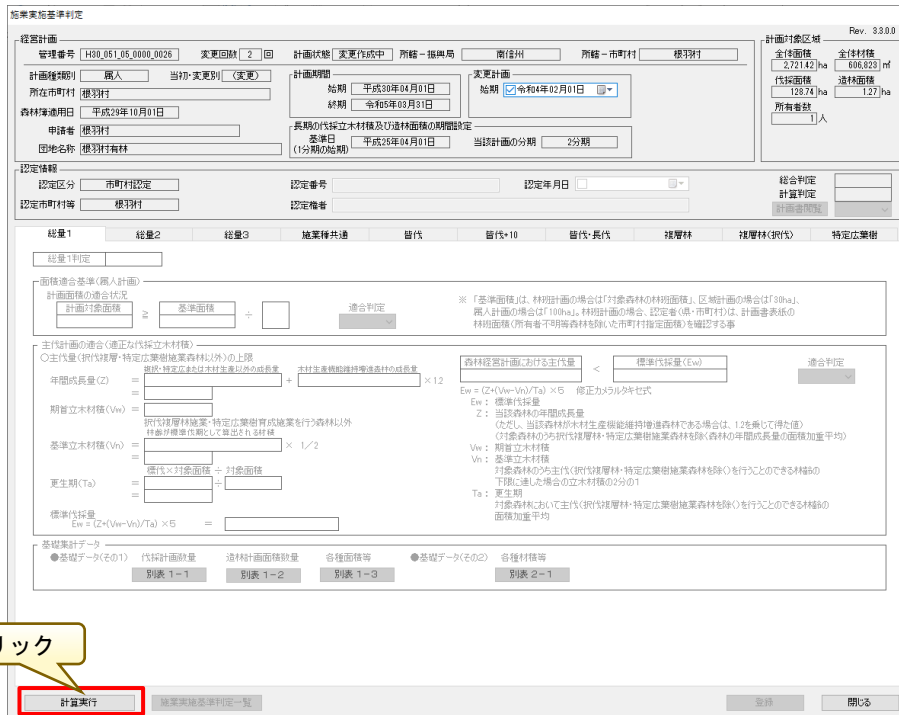 施業実施基準判定
Rev. 3.3.0.0
経営計画
管理番号 H30_051_05_0000_0026 変更回数 2 回 計画状態 変更作成中 所轄－振興局 南信州 所轄－市町村 根羽村
計画種類別 属人 当初・変更別 （変更）
所在市町村 根羽村
森林簿適用日 平成29年10月01日
申請者 根羽村
団地名称 根羽村有林
計画期間
始期 平成30年04月01日
終期 令和5年03月31日
変更計画
始期 令和4年02月01日
長期の伐採立木材積及び造林面積の期間設定
基準日 平成25年04月01日 当該計画の分期 2分期
(1分期の始期)
計画対象区域
全体面積 全体材積
2,721.42 ha 606,823 ㎥
伐採面積 造林面積
128.74 ha 1.27 ha
所有者数
1 人
認定情報
認定区分 市町村認定 認定番号 認定年月日
認定市町村等 根羽村 認定権者
総合判定
計算判定
計画書閲覧
総量1 総量2 総量3 施業種共通 皆伐 皆伐+10 皆伐・長伐 複層林 複層林(択伐) 特定広葉樹
総量1判定
面積適合基準(属人計画)
計画面積の適合状況
計画対象面積 ≧ 基準面積 ÷ 適合判定
※「基準面積」は、林班計画の場合は「対象森林の林班面積」、区域計画の場合は「30ha」、
属人計画の場合は「100ha」。林班計画の場合、認定者(県・市町村)は、計画書表紙の
林班面積(所有者不明等森林を除いた市町村指定面積)を確認する事
主伐計画の適合(適正な伐採立木材積)
○主伐量(択伐複層・特定広葉樹施業森林以外)の上限
複択・特定広または木材生産以外の成長量 木材生産機能維持増進森林の成長量
年間成長量(Z) = + ×1.2
=
期首立木材積(Vw) =
択伐複層林施業・特定広葉樹育成施業を行う森林以外
林齢が標準伐期として算出される材積
基準立木材積(Vn) = × 1／2
=
標伐×対象面積 ÷ 対象面積
更生期(Ta) = ÷
=
標準伐採量
Ew = (Z+(Vw-Vn)/Ta) ×5 =
森林経営計画における主伐量 < 標準伐採量(Ew) 適合判定
Ew = (Z+(Vw-Vn)/Ta) ×5 修正カメラルタキセ式
Ew： 標準伐採量
Z： 当該森林の年間成長量
(ただし、当該森林が木材生産機能維持増進森林である場合は、1.2を乗じて得た値)
(対象森林のうち択伐複層林・特定広葉樹施業森林を除く森林の年間成長量の面積加重平均)
Vw： 期首立木材積
Vn： 基準立木材積
対象森林のうち主伐(択伐複層林・特定広葉樹施業森林を除く)を行うことのできる林齢の
下限に達した場合の立木材積の2分の1
Ta： 更生期
対象森林において主伐(択伐複層林・特定広葉樹施業森林を除く)を行うことのできる林齢の
面積加重平均
基礎集計データ
●基礎データ(その1) 伐採計画数量 造林計画面積数量 各種面積等 ●基礎データ(その2) 各種材積等
別表 1－1 別表 1－2 別表 1－3 別表 2－1
リック
計算実行 施業実施基準判定一覧 登録 閉じる